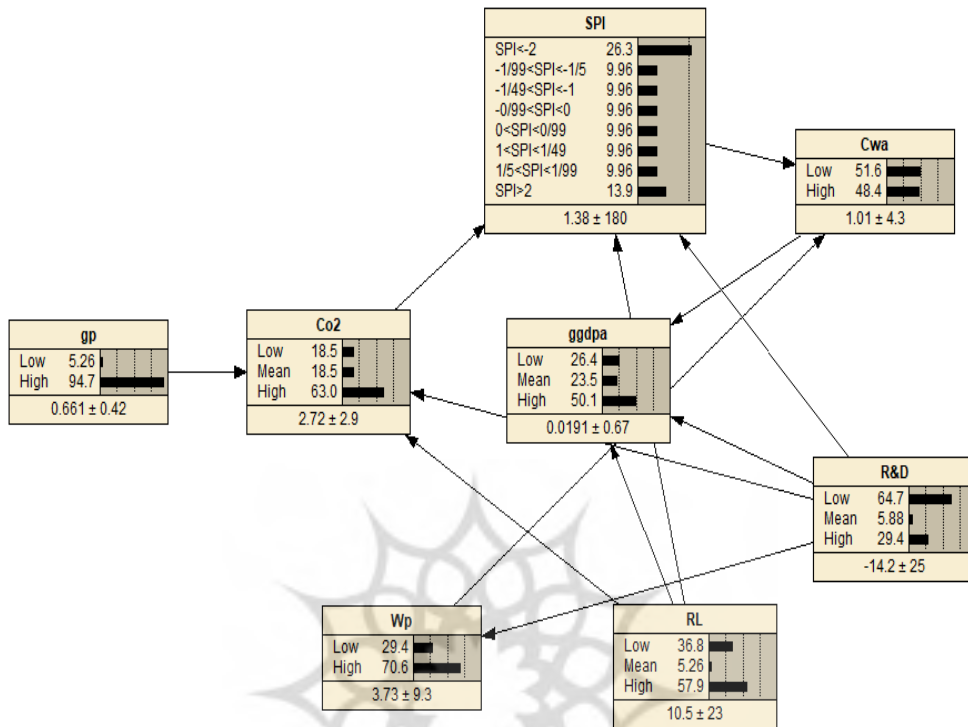 SPI
SPI<-2 26.3
-1/99<SPI<-1/5 9.96
-1/49<SPI<-1 9.96
-0/99<SPI<0 9.96
0<SPI<0/99 9.96
1<SPI<1/49 9.96
1/5<SPI<1/99 9.96
SPI>2 13.9
1.38 ± 180
Cwa
Low 51.6
High 48.4
1.01 ± 4.3
gp
Low 5.26
High 94.7
0.661 ± 0.42
Co2
Low 18.5
Mean 18.5
High 63.0
2.72 ± 2.9
ggdpa
Low 26.4
Mean 23.5
High 50.1
0.0191 ± 0.67
R&D
Low 64.7
Mean 5.88
High 29.4
-14.2 ± 25
Wp
Low 29.4
High 70.6
3.73 ± 9.3
RL
Low 36.8
Mean 5.26
High 57.9
10.5 ± 23